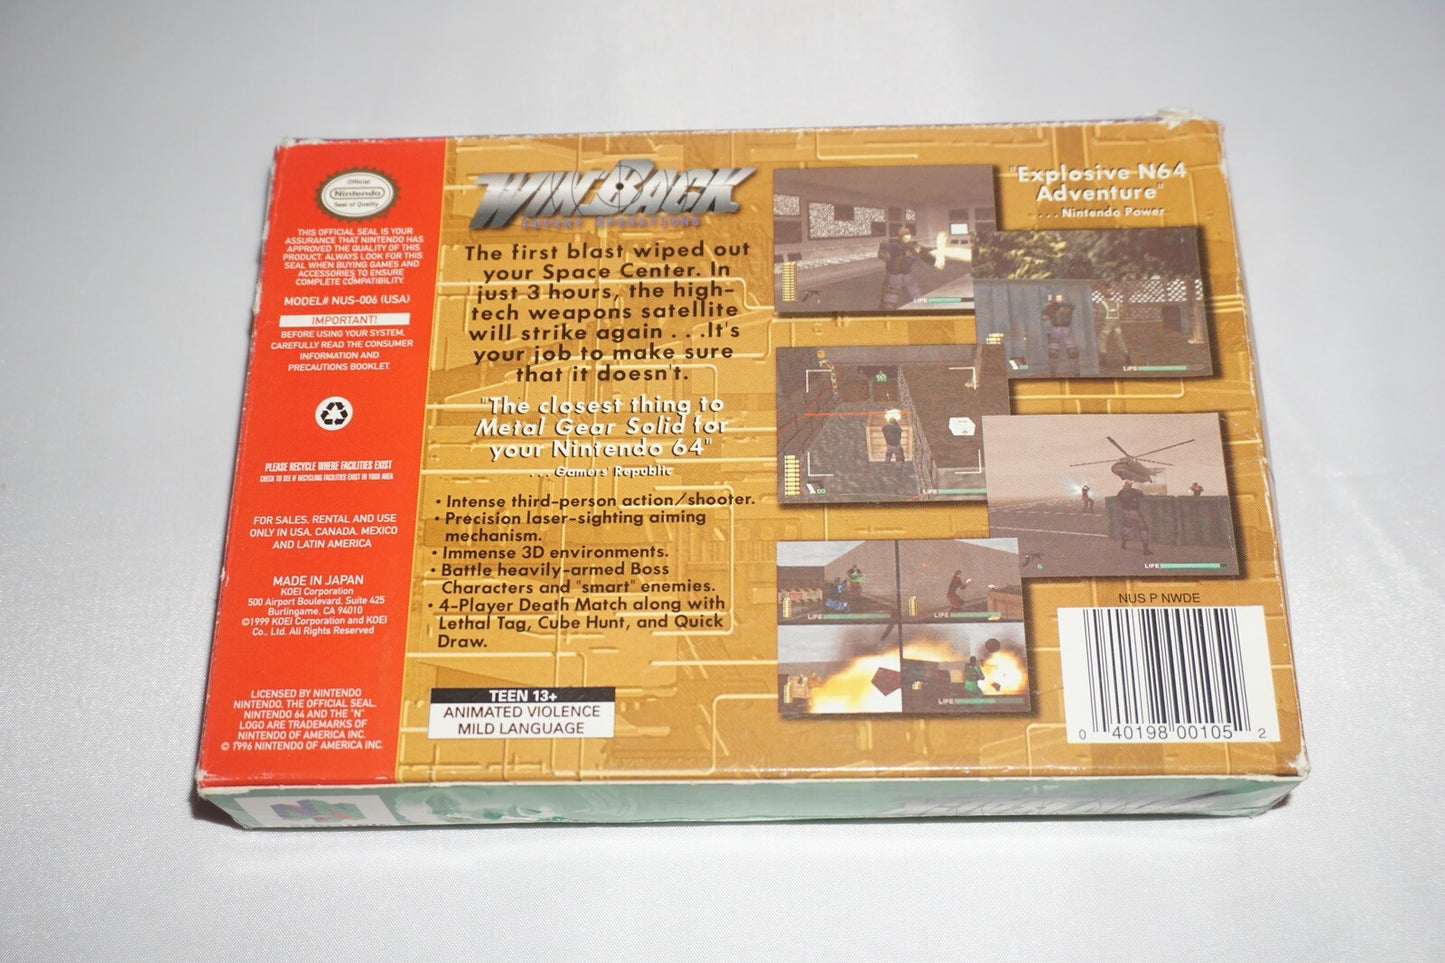 Official
Nintendo
Seal of Quality
THIS OFFICIAL SEAL IS YOUR
ASSURANCE THAT NINTENDO HAS
APPROVED THE QUALITY OF THIS
PRODUCT. ALWAYS LOOK FOR THIS
SEAL WHEN BUYING GAMES AND
ACCESSORIES TO ENSURE
COMPLETE COMPATIBILITY.
MODEL# NUS-006 (USA)
IMPORTANT!
BEFORE USING YOUR SYSTEM,
CAREFULLY READ THE CONSUMER
INFORMATION AND
PRECAUTIONS BOOKLET.
PLEASE RECYCLE WHERE FACILITIES EXIST
CHECK TO SEE IF RECYCLING FACILITIES EXIST IN YOUR AREA
FOR SALES, RENTAL AND USE
ONLY IN USA, CANADA, MEXICO
AND LATIN AMERICA
MADE IN JAPAN
KOEI Corporation
500 Airport Boulevard, Suite 425
Burlingame, CA 94010
©1999 KOEI Corporation and KOEI
Co., Ltd. All Rights Reserved
LICENSED BY NINTENDO
NINTENDO, THE OFFICIAL SEAL,
NINTENDO 64 AND THE "N"
LOGO ARE TRADEMARKS OF
NINTENDO OF AMERICA INC.
© 1996 NINTENDO OF AMERICA INC.
WINBACK
COVERT OPERATIONS
The first blast wiped out
your Space Center. In
just 3 hours, the high-
tech weapons satellite
will strike again . . .It's
your job to make sure
that it doesn't.
"The closest thing to
Metal Gear Solid for
your Nintendo 64"
. . . Gamers' Republic
• Intense third-person action/shooter.
• Precision laser-sighting aiming
mechanism.
• Immense 3D environments.
• Battle heavily-armed Boss
Characters and "smart" enemies.
• 4-Player Death Match along with
Lethal Tag, Cube Hunt, and Quick
Draw.
TEEN 13+
ANIMATED VIOLENCE
MILD LANGUAGE
"Explosive N64
Adventure"
. . . Nintendo Power
LIFE
LIFE
LIFE
LIFE
LIFE
LIFE
LIFE
NUS P NWDE
0 40198 00105 2